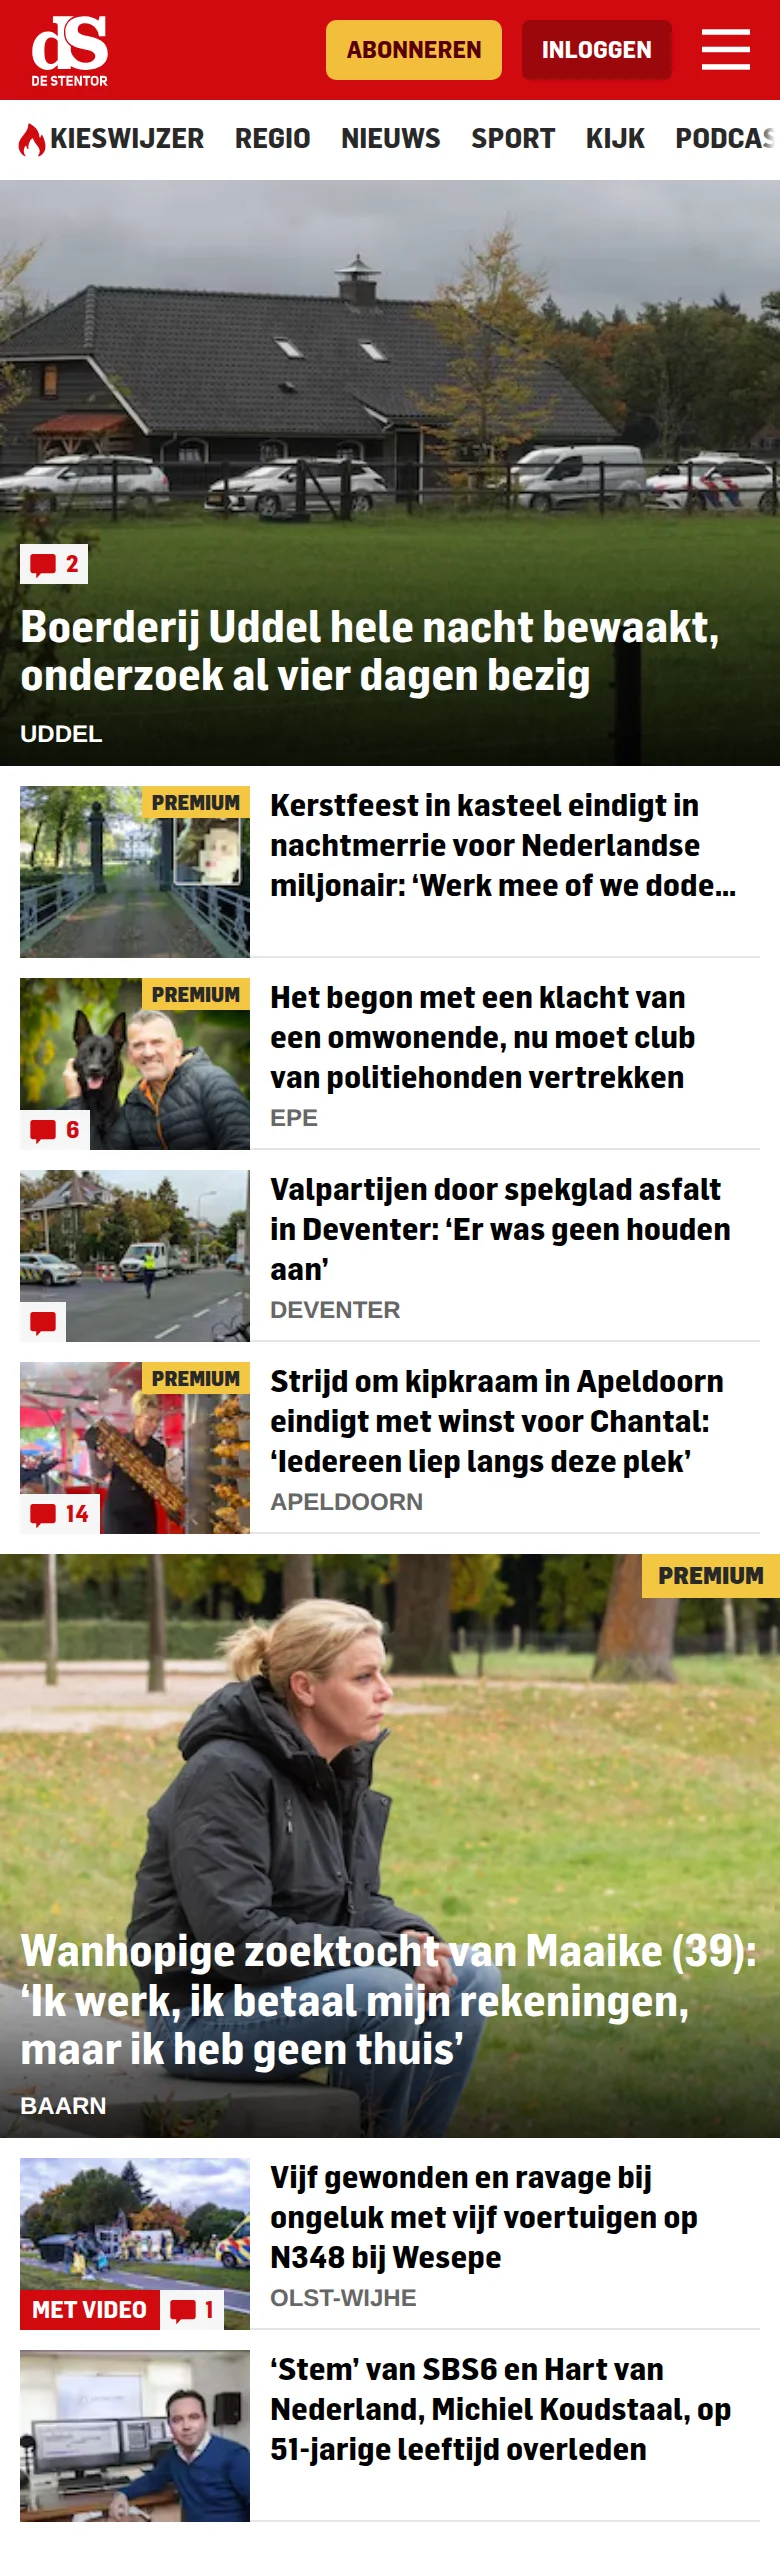 dS
DE STENTOR
ABONNEREN
INLOGGEN
KIESWIJZER REGIO NIEUWS SPORT KIJK PODCAS
2
Boerderij Uddel hele nacht bewaakt,
onderzoek al vier dagen bezig
UDDEL
PREMIUM
Kerstfeest in kasteel eindigt in
nachtmerrie voor Nederlandse
miljonair: ‘Werk mee of we dode...
PREMIUM
6
Het begon met een klacht van
een omwonende, nu moet club
van politiehonden vertrekken
EPE
Valpartijen door spekglad asfalt
in Deventer: ‘Er was geen houden
aan’
DEVENTER
PREMIUM
14
Strijd om kipkraam in Apeldoorn
eindigt met winst voor Chantal:
‘Iedereen liep langs deze plek’
APELDOORN
PREMIUM
Wanhopige zoektocht van Maaike (39):
‘Ik werk, ik betaal mijn rekeningen,
maar ik heb geen thuis’
BAARN
MET VIDEO
1
Vijf gewonden en ravage bij
ongeluk met vijf voertuigen op
N348 bij Wesepe
OLST-WIJHE
‘Stem’ van SBS6 en Hart van
Nederland, Michiel Koudstaal, op
51-jarige leeftijd overleden